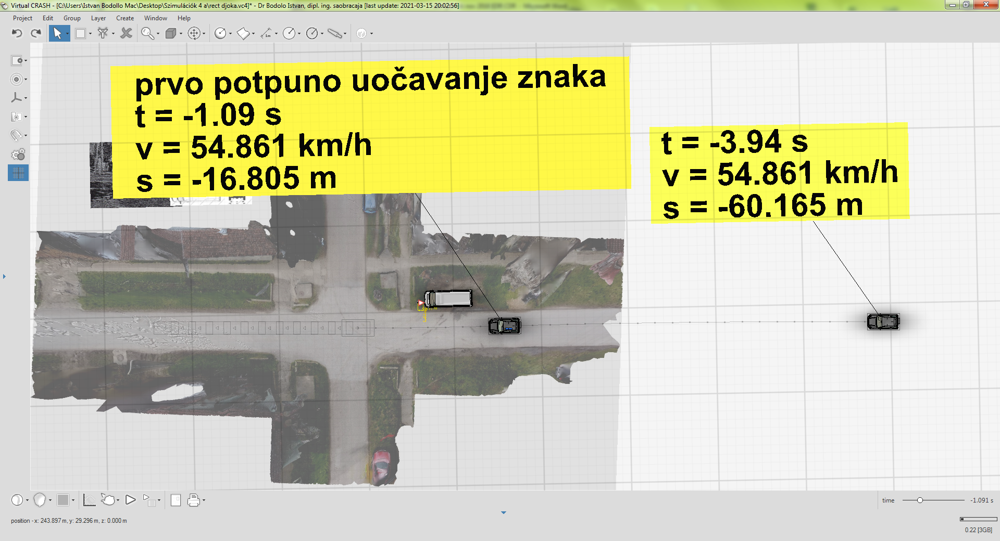 Virtual CRASH - [C:\Users\Istvan Bodollo Mac\Desktop\Szimulációk 4 a\rect djoka.vc4]* - Dr Bodolo Istvan, dipl. ing. saobracaja [last update: 2021-03-15 20:02:56]
Project Edit Group Layer Create Window Help
prvo potpuno uočavanje znaka
t = -1.09 s
v = 54.861 km/h
s = -16.805 m
t = -3.94 s
v = 54.861 km/h
s = -60.165 m
time -1.091 s
position - x: 243.897 m, y: 29.296 m, z: 0.000 m
0.22 [3GB]